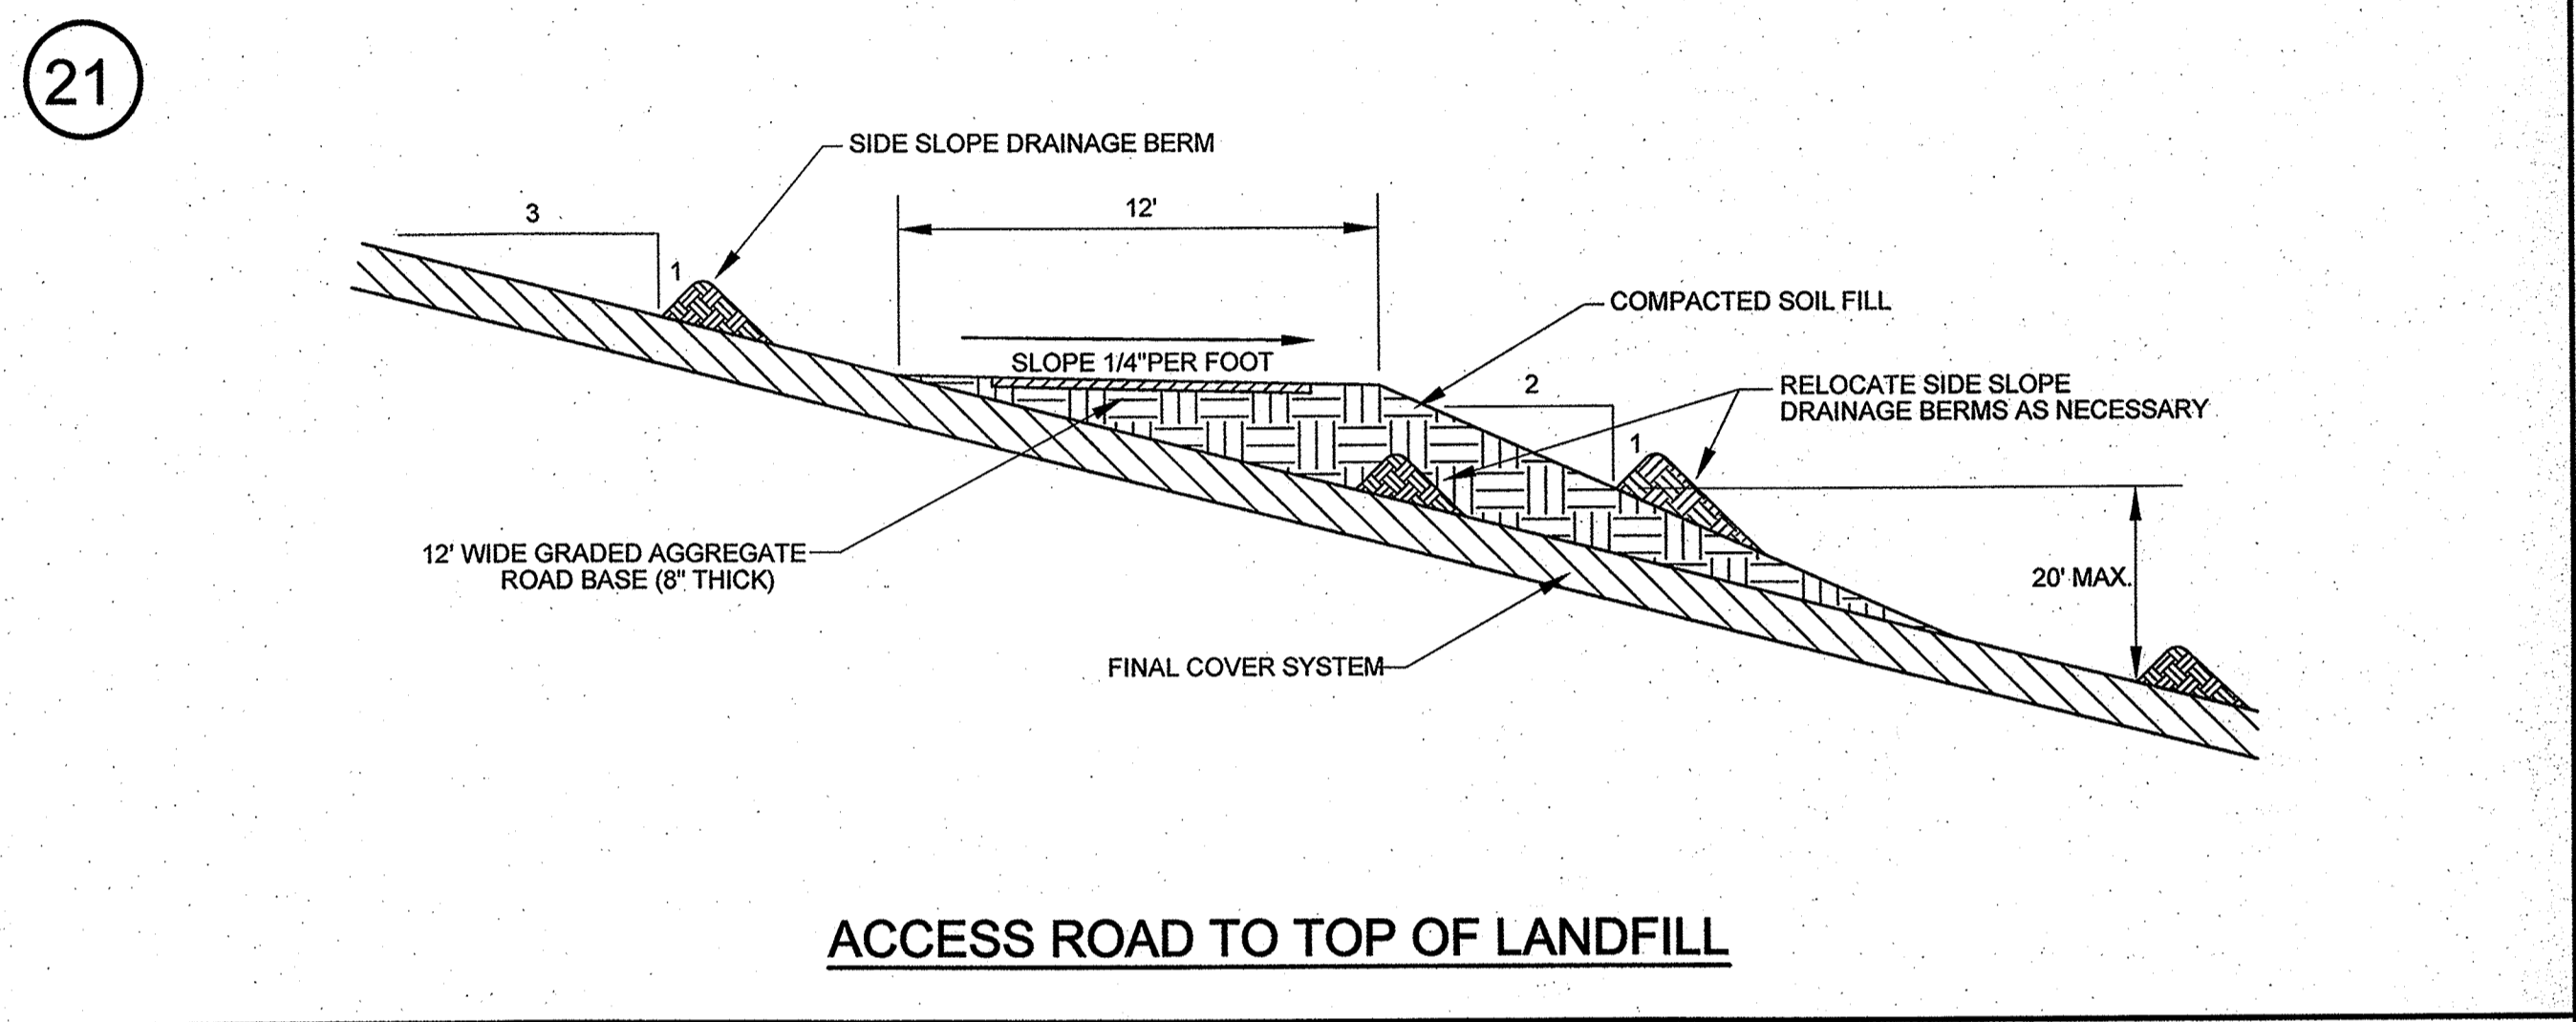 21
SIDE SLOPE DRAINAGE BERM
3
1
12'
SLOPE 1/4"PER FOOT
COMPACTED SOIL FILL
2
1
RELOCATE SIDE SLOPE
DRAINAGE BERMS AS NECESSARY
12' WIDE GRADED AGGREGATE
ROAD BASE (8" THICK)
20' MAX.
FINAL COVER SYSTEM
ACCESS ROAD TO TOP OF LANDFILL